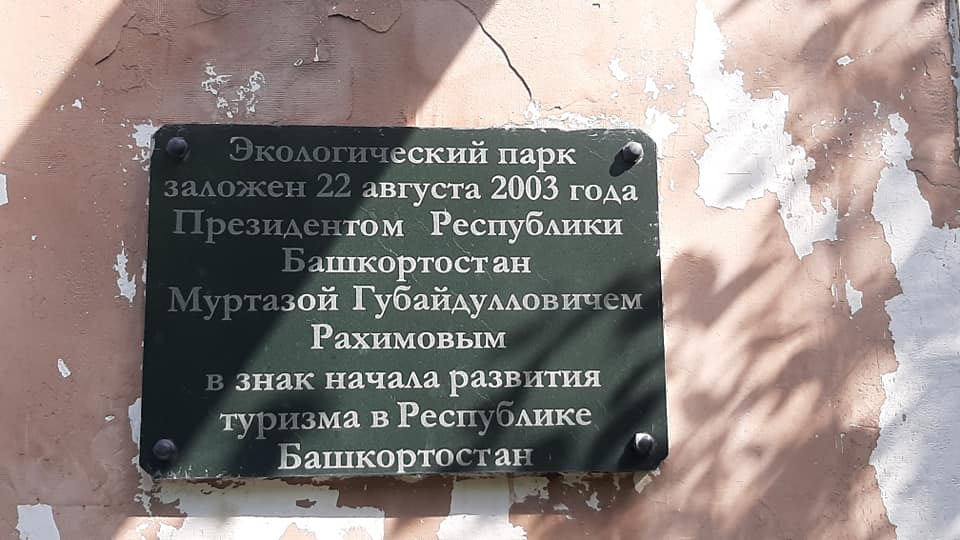 Экологический парк
заложен 22 августа 2003 года
Президентом Республики
Башкортостан
Муртазой Губайдулловичем
Рахимовым
в знак начала развития
туризма в Республике
Башкортостан